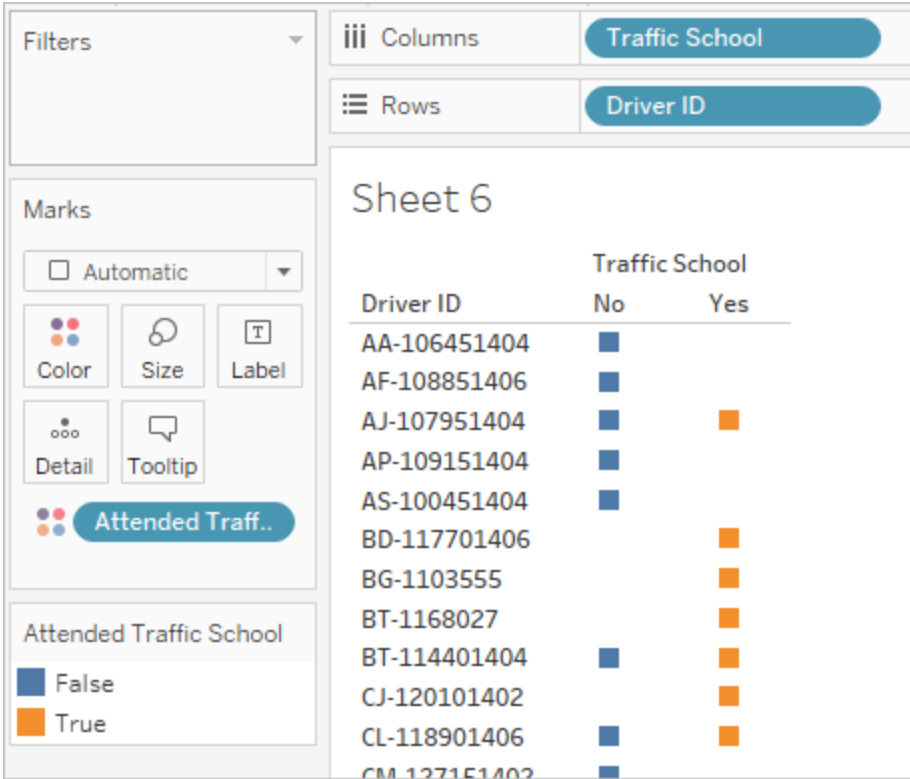 Filters
Columns
Traffic School
Rows
Driver ID
Marks
Automatic
Color
Size
T
Label
Detail
Tooltip
Attended Traff..
Attended Traffic School
False
True
Sheet 6
Traffic School
Driver ID No Yes
AA-106451404
AF-108851406
AJ-107951404
AP-109151404
AS-100451404
BD-117701406
BG-1103555
BT-1168027
BT-114401404
CJ-120101402
CL-118901406
CM-127151402